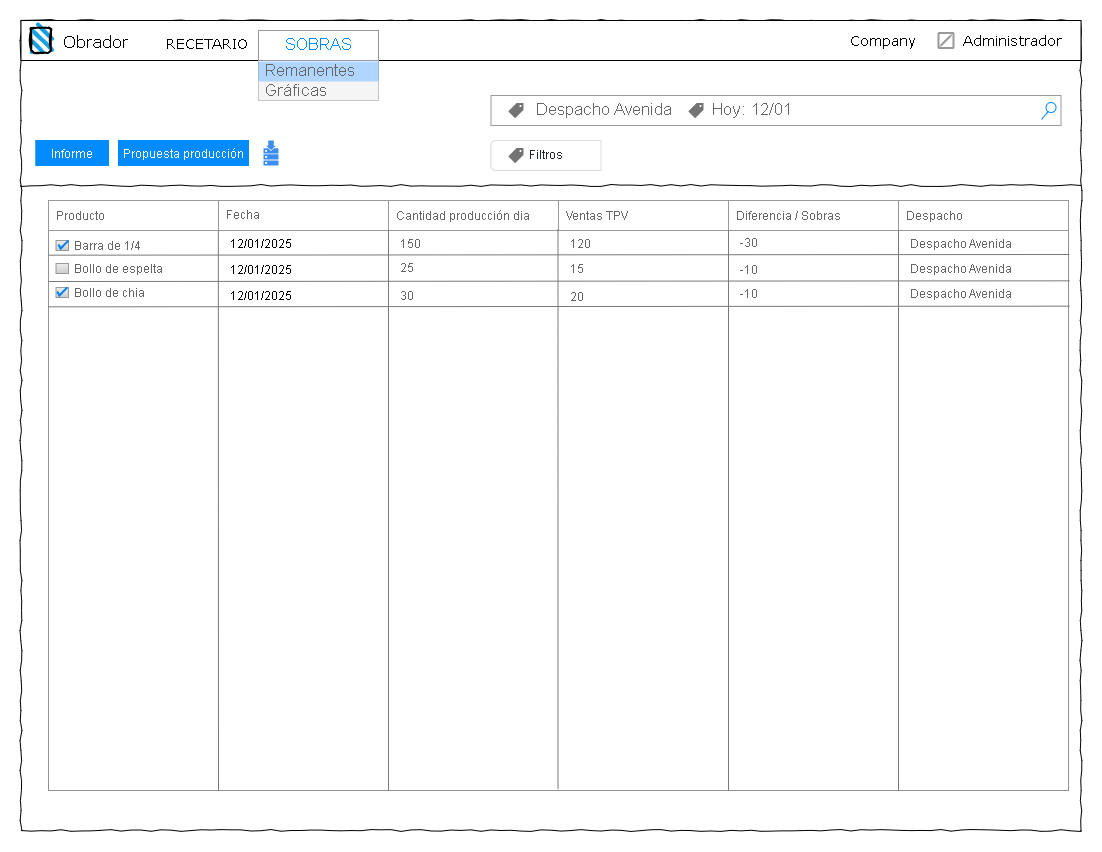 Obrador RECETARIO SOBRAS Company Administrador
Remanentes
Gráficas
Despacho Avenida Hoy: 12/01
Informe Propuesta producción Filtros
Producto Fecha Cantidad producción dia Ventas TPV Diferencia / Sobras Despacho
Barra de 1/4 12/01/2025 150 120 -30 Despacho Avenida
Bollo de espelta 12/01/2025 25 15 -10 Despacho Avenida
Bollo de chia 12/01/2025 30 20 -10 Despacho Avenida